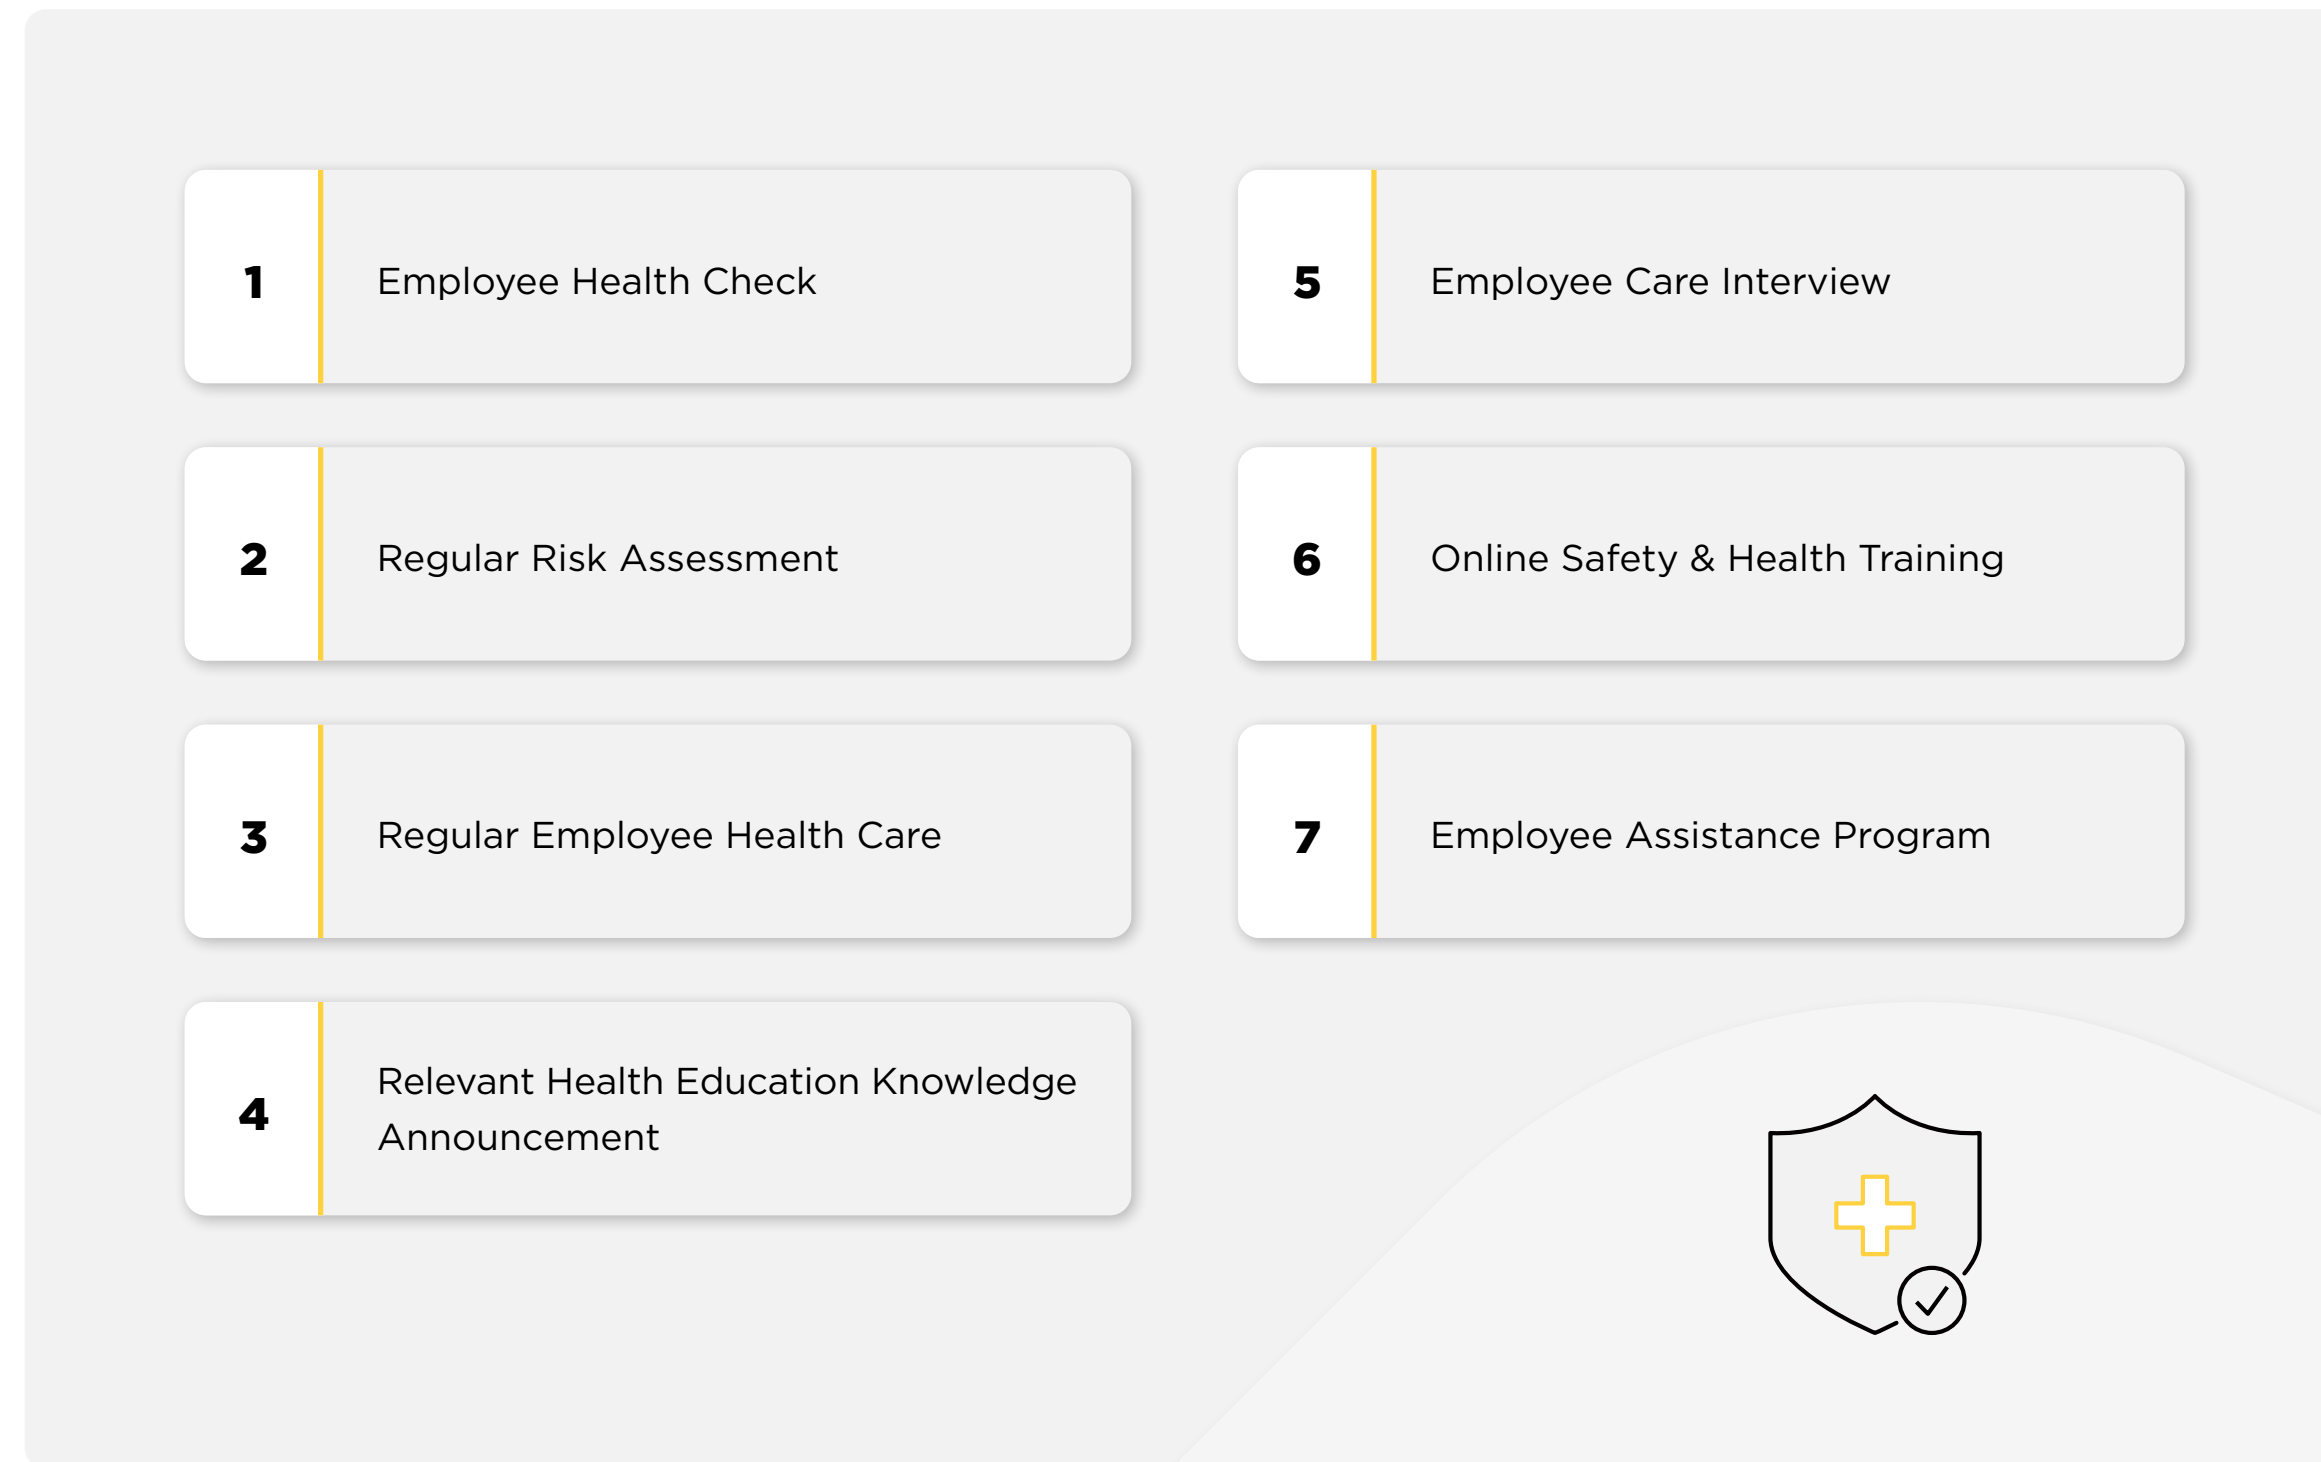 1
Employee Health Check
2
Regular Risk Assessment
3
Regular Employee Health Care
4
Relevant Health Education Knowledge
Announcement
5
Employee Care Interview
6
Online Safety & Health Training
7
Employee Assistance Program